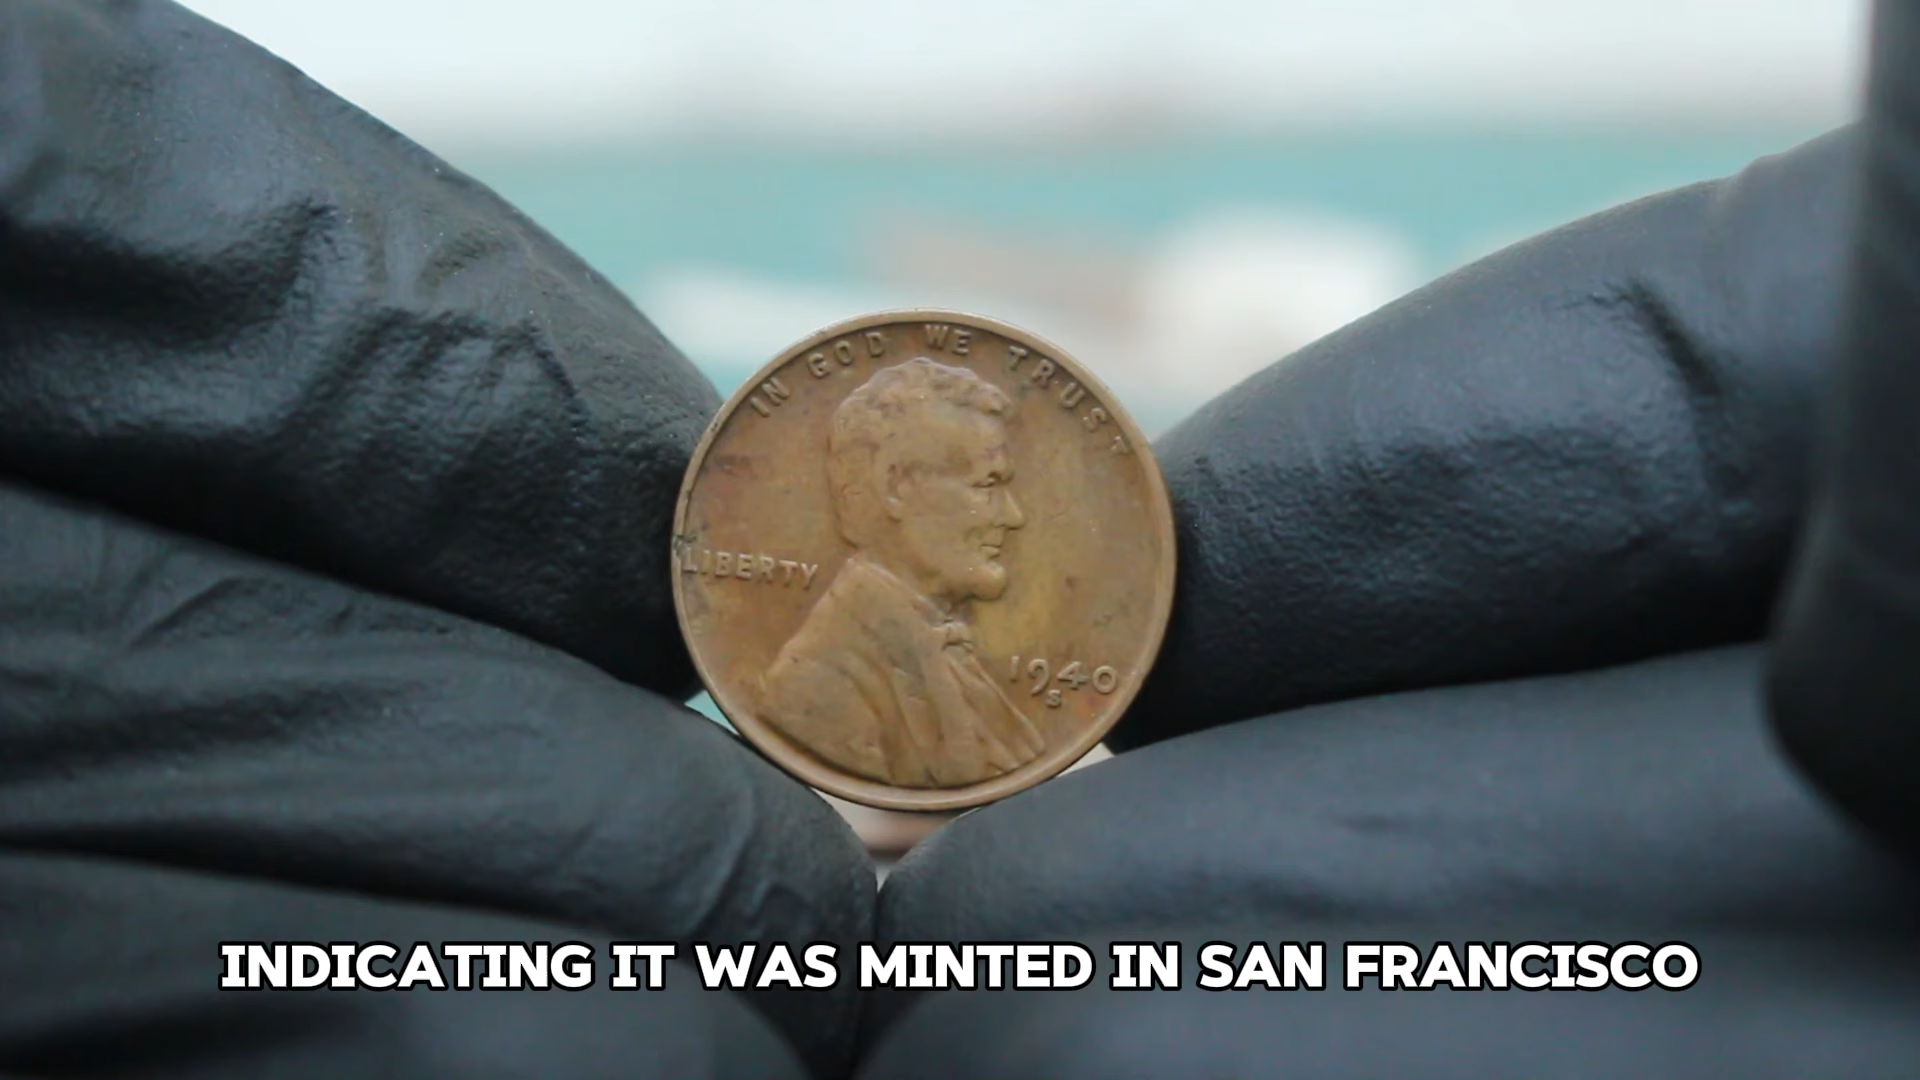 IN GOD WE TRUST
LIBERTY
1940
S
INDICATING IT WAS MINTED IN SAN FRANCISCO